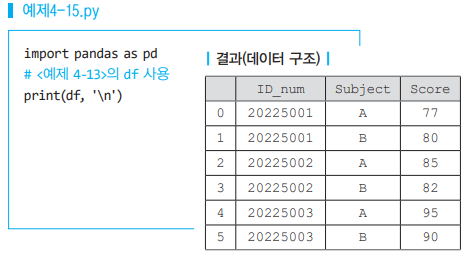 예제4-15.py
import pandas as pd
# <예제 4-13>의 df 사용
print(df, '\n')
| 결과(데이터 구조) |
ID_num Subject Score
0 20225001 A 77
1 20225001 B 80
2 20225002 A 85
3 20225002 B 82
4 20225003 A 95
5 20225003 B 90